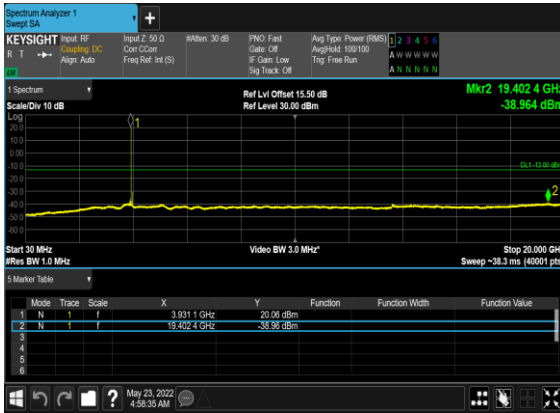 Spectrum Analyzer 1
Swept SA
+
KEYSIGHT Input: RF Input Z: 50 Ω #Atten: 30 dB PNO: Fast Avg Type: Power (RMS) 1 2 3 4 5 6
R T Coupling: DC Corr CCorr Gate: Off Avg|Hold: 100/100 A W W W W W
Align: Auto Freq Ref: Int (S) IF Gain: Low Trig: Free Run
Sig Track: Off A N N N N N
1 Spectrum Ref Lvl Offset 15.50 dB Mkr2 19.402 4 GHz
Scale/Div 10 dB Ref Level 30.00 dBm -38.964 dBm
Log
20.0
10.0
0.00
-10.0
DL1 -13.00 dBm
-20.0
-30.0
-40.0
-50.0
-60.0
1
2
Start 30 MHz Video BW 3.0 MHz* Stop 20.000 GH
#Res BW 1.0 MHz Sweep ~38.3 ms (40001 pts
5 Marker Table
Mode Trace Scale X Y Function Function Width Function Value
1 N 1 f 3.931 1 GHz 20.06 dBm
2 N 1 f 19.402 4 GHz -38.96 dBm
3
4
5
6
? May 23, 2022
4:58:35 AM